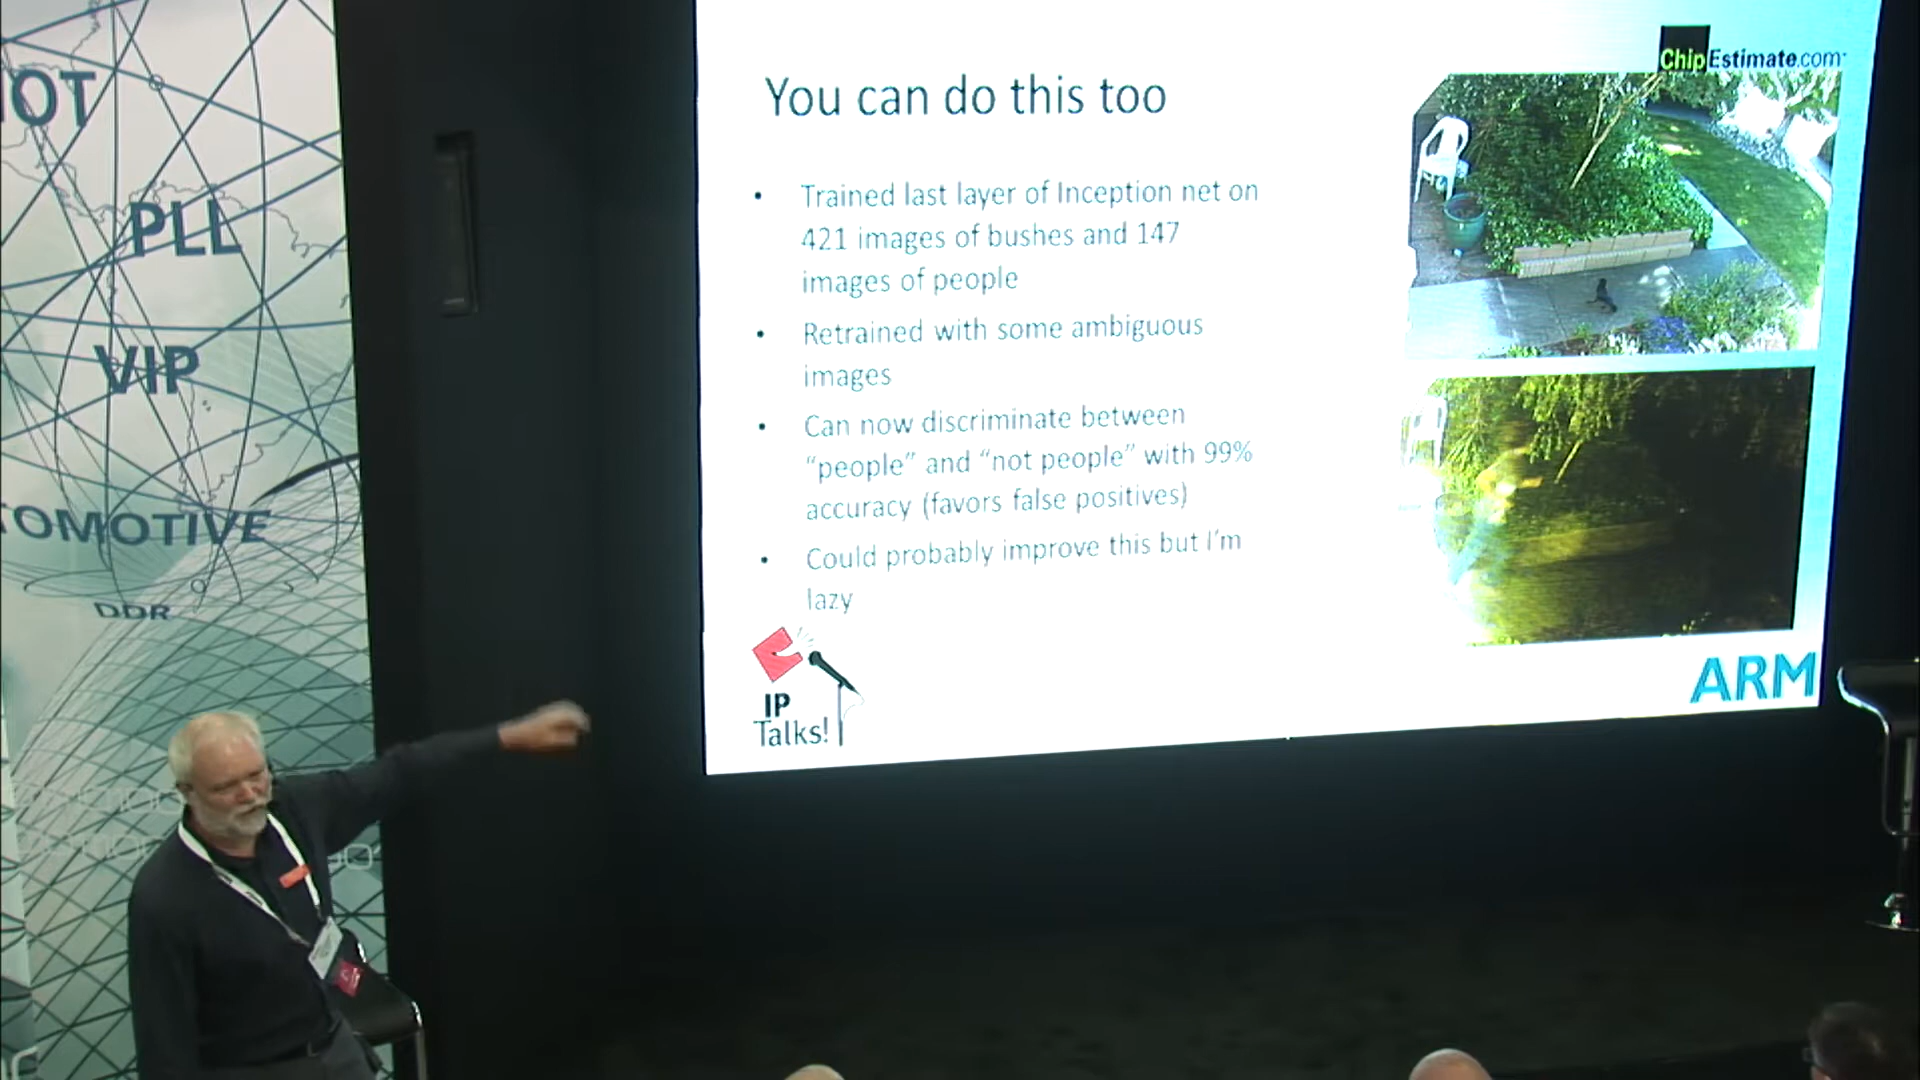 IOT
PLL
VIP
TOMOTIVE
DDR
ChipEstimate.com
You can do this too
• Trained last layer of Inception net on
421 images of bushes and 147
images of people
• Retrained with some ambiguous
images
• Can now discriminate between
“people” and “not people” with 99%
accuracy (favors false positives)
• Could probably improve this but I’m
lazy
IP
Talks!
ARM